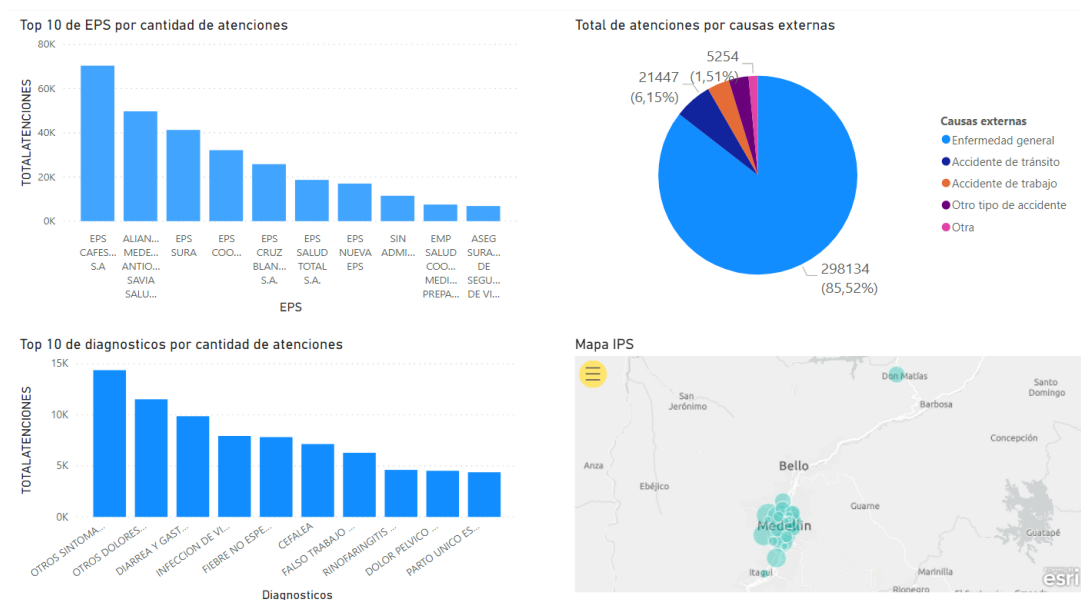 Top 10 de EPS por cantidad de atenciones
80K
60K
40K
20K
0K
TOTALATENCIONES
EPS CAFES... S.A
ALIAN... MEDE... ANTIO... SAVIA SALU...
EPS SURA
EPS COO...
EPS CRUZ BLAN... S.A.
EPS SALUD TOTAL S.A.
EPS NUEVA EPS
SIN ADMI...
EMP SALUD COO... MEDI... PREPA...
ASEG SURA... DE SEGU... DE VI...
EPS
Total de atenciones por causas externas
5254
(1,51%)
21447
(6,15%)
298134
(85,52%)
Causas externas
Enfermedad general
Accidente de tránsito
Accidente de trabajo
Otro tipo de accidente
Otra
Top 10 de diagnosticos por cantidad de atenciones
15K
10K
5K
0K
TOTALATENCIONES
OTROS SINTOMA...
OTROS DOLORES...
DIARREA Y GAST...
INFECCION DE VI...
FIEBRE NO ESPE...
CEFALEA
FALSO TRABAJO ...
RINOFARINGITIS ...
DOLOR PELVICO ...
PARTO UNICO ES...
Diagnosticos
Mapa IPS
Don Matías
Santo Domingo
San Jerónimo
Barbosa
Concepción
Anza
Bello
Ebéjico
Guarne
Medellín
Guatapé
Itagui
Marinilla
Rionegro
esri